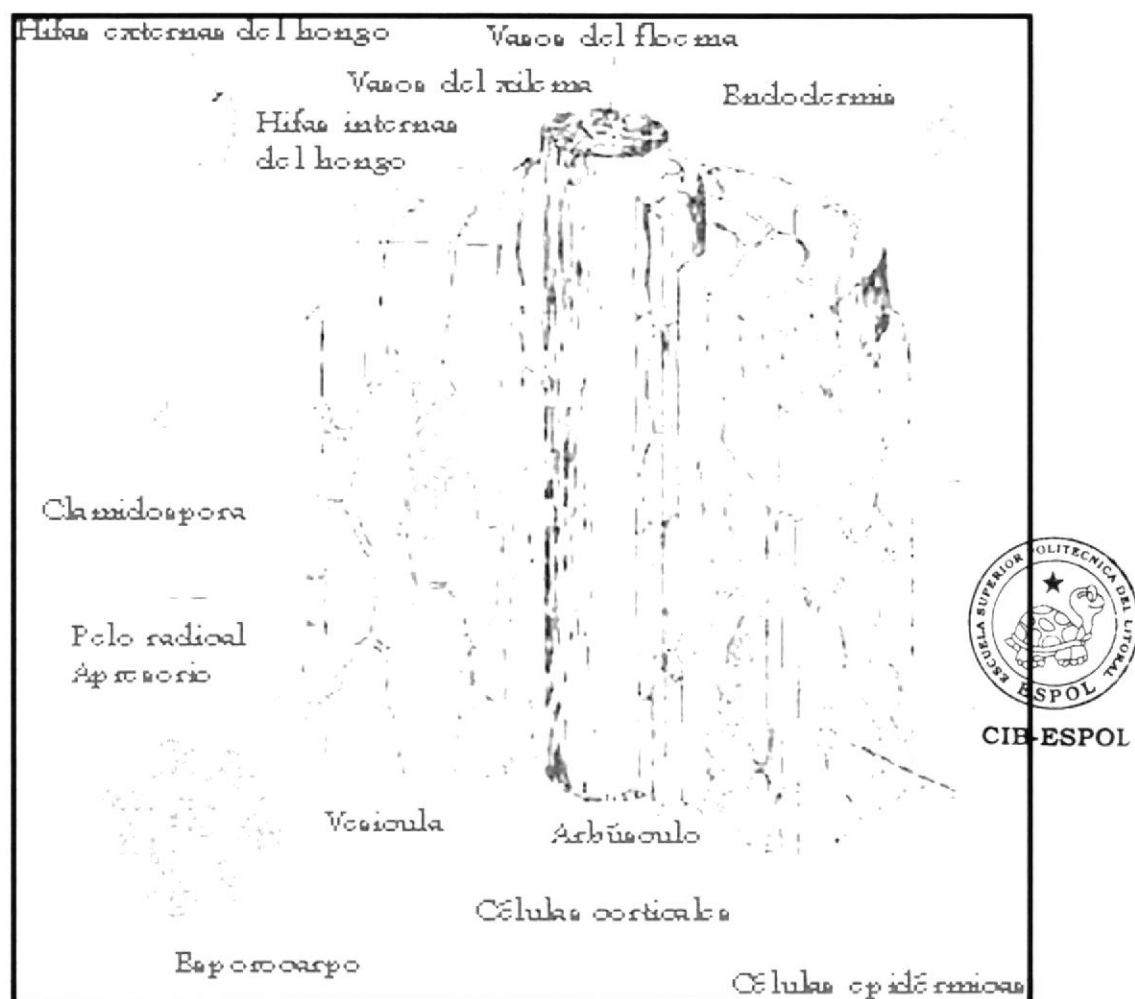 Hifas externas del hongo
Vasos del floema
Vasos del xilema
Endodermis
Hifas internas
del hongo
Clamidospora
Pelo radical
Apresorio
ESCUELA SUPERIOR POLITECNICA DEL LITORAL
ESPOL
CIB-ESPOL
Vesicula
Arbúsculo
Células corticales
Esporocarpo
Células epidérmicas